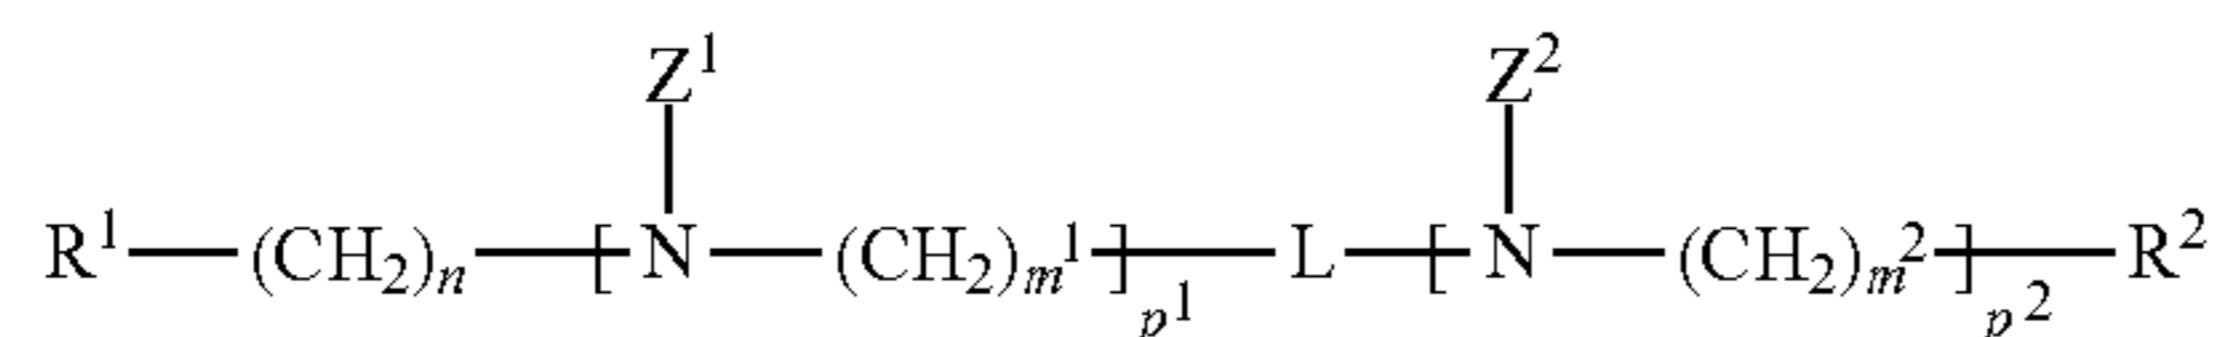 Z¹ Z²
R¹—(CH₂)ₙ—[N—(CH₂)ₘ¹]ₚ¹—L—[N—(CH₂)ₘ²]ₚ²—R²